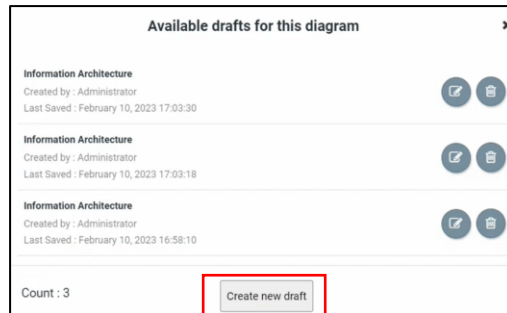 Available drafts for this diagram
Information Architecture
Created by : Administrator
Last Saved : February 10, 2023 17:03:30
Information Architecture
Created by : Administrator
Last Saved : February 10, 2023 17:03:18
Information Architecture
Created by : Administrator
Last Saved : February 10, 2023 16:58:10
Count : 3
Create new draft